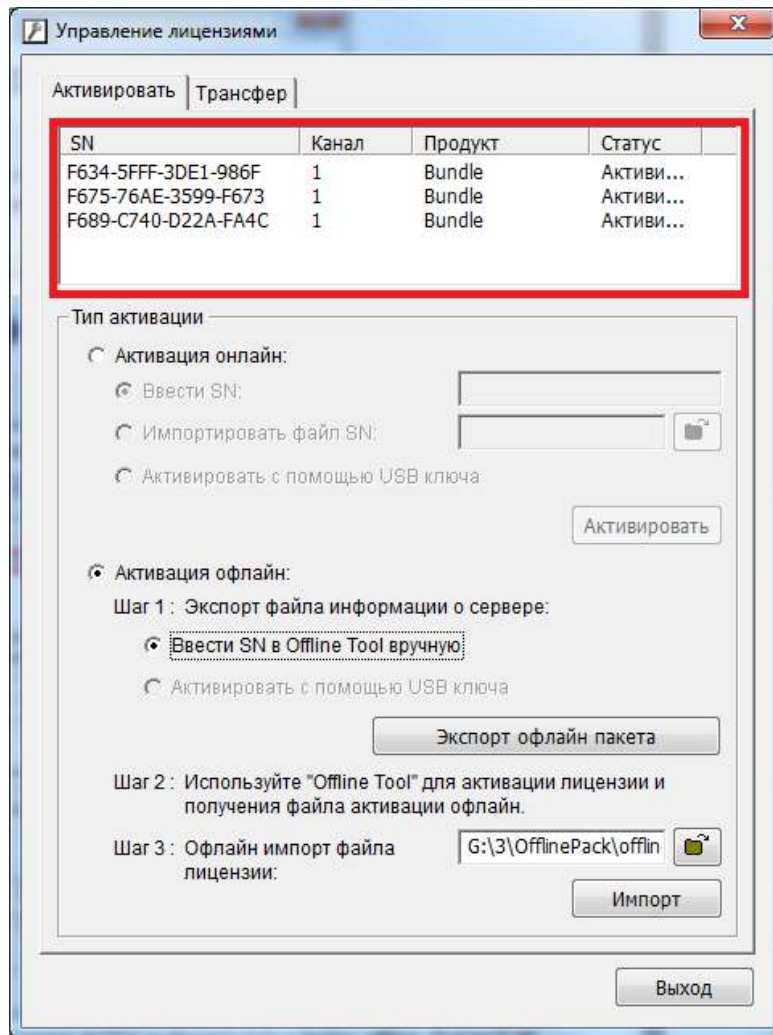 Управление лицензиями
Активировать Трансфер
SN Канал Продукт Статус
F634-5FFF-3DE1-986F 1 Bundle Активи...
F675-76AE-3599-F673 1 Bundle Активи...
F689-C740-D22A-FA4C 1 Bundle Активи...
Тип активации
Активация онлайн:
Ввести SN:
Импортировать файл SN:
Активировать с помощью USB ключа
Активировать
Активация офлайн:
Шаг 1 : Экспорт файла информации о сервере:
Ввести SN в Offline Tool вручную
Активировать с помощью USB ключа
Экспорт офлайн пакета
Шаг 2 : Используйте "Offline Tool" для активации лицензии и
получения файла активации офлайн.
Шаг 3 : Офлайн импорт файла G:\3\OfflinePack\offlin
лицензии:
Импорт
Выход